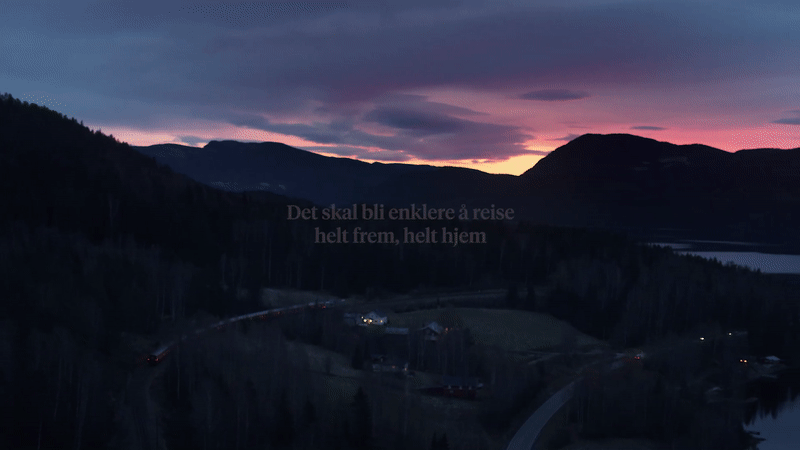 Det skal bli enklere å reise
helt frem, helt hjem